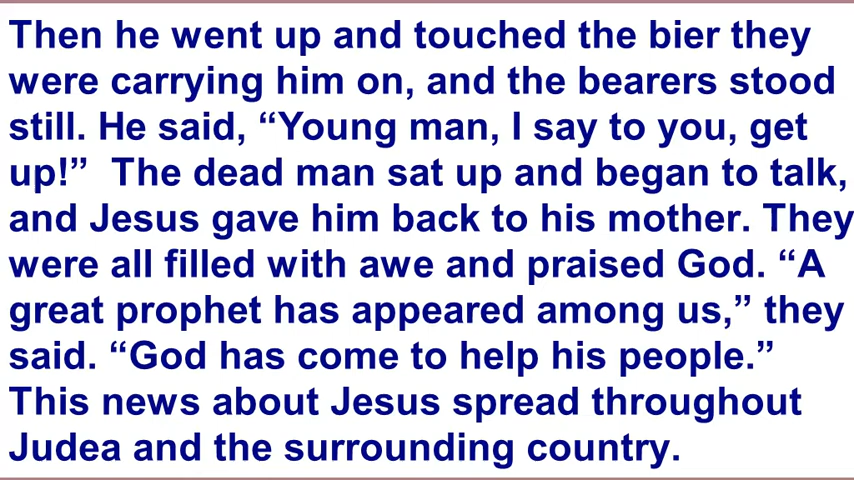 Then he went up and touched the bier they
were carrying him on, and the bearers stood
still. He said, “Young man, I say to you, get
up!”  The dead man sat up and began to talk,
and Jesus gave him back to his mother. They
were all filled with awe and praised God. “A
great prophet has appeared among us,” they
said. “God has come to help his people.”
This news about Jesus spread throughout
Judea and the surrounding country.